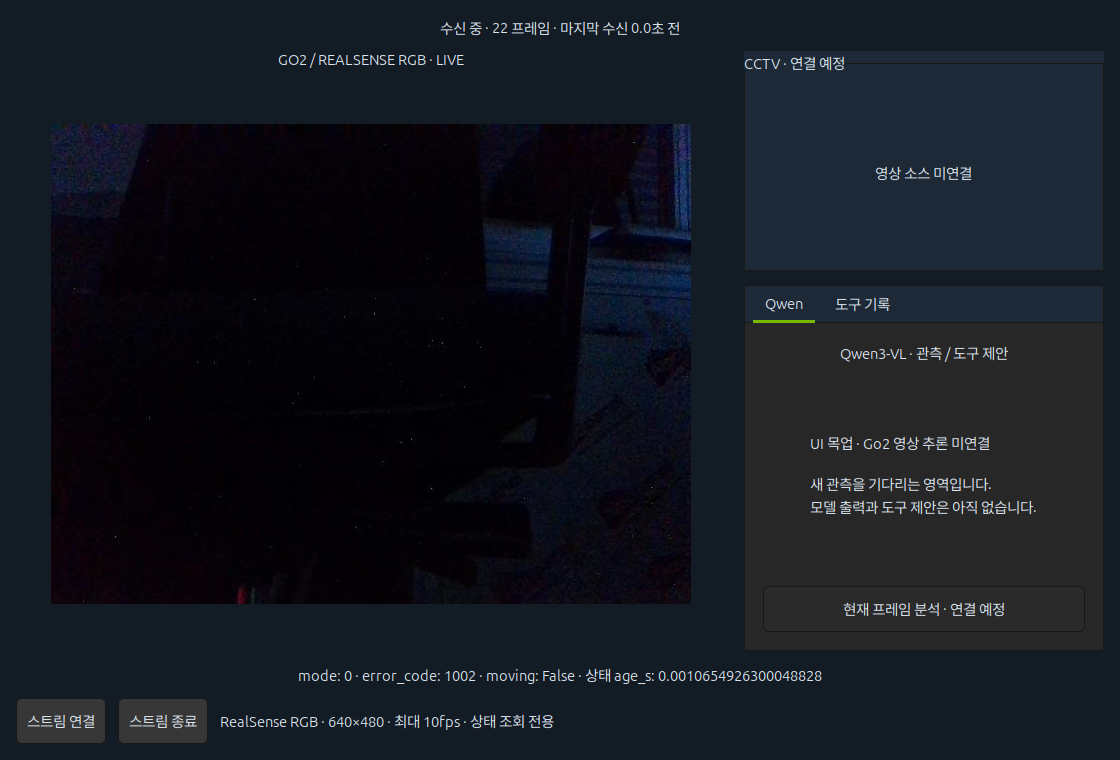 수신 중 · 22 프레임 · 마지막 수신 0.0초 전
GO2 / REALSENSE RGB · LIVE
CCTV · 연결 예정
영상 소스 미연결
Qwen
도구 기록
Qwen3-VL · 관측 / 도구 제안
UI 목업 · Go2 영상 추론 미연결
새 관측을 기다리는 영역입니다.
모델 출력과 도구 제안은 아직 없습니다.
현재 프레임 분석 · 연결 예정
mode: 0 · error_code: 1002 · moving: False · 상태 age_s: 0.0010654926300048828
스트림 연결
스트림 종료
RealSense RGB · 640×480 · 최대 10fps · 상태 조회 전용